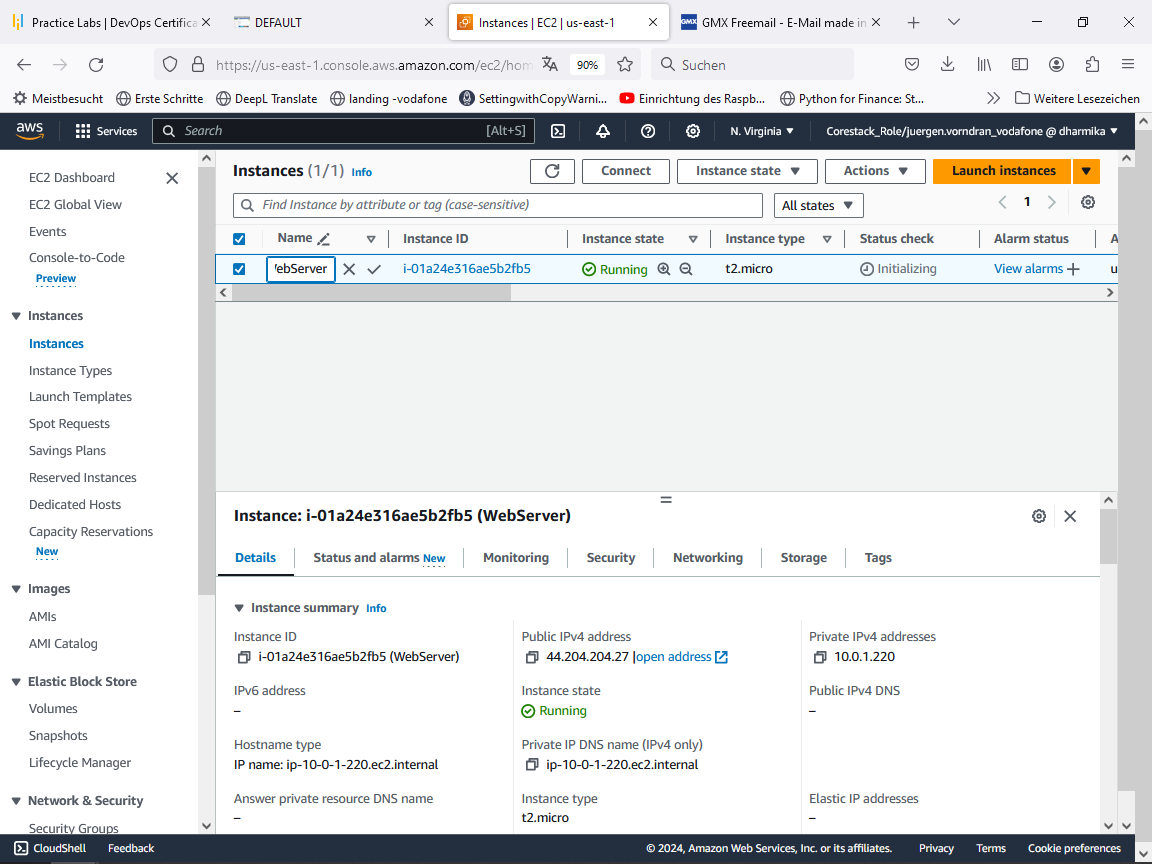 Practice Labs | DevOps Certifica
DEFAULT
Instances | EC2 | us-east-1
GMX Freemail - E-Mail made in
https://us-east-1.console.aws.amazon.com/ec2/hom
90%
Suchen
Meistbesucht
Erste Schritte
DeepL Translate
landing -vodafone
SettingwithCopyWarni...
Einrichtung des Raspb...
Python for Finance: St...
Weitere Lesezeichen
aws
Services
Search
[Alt+S]
N. Virginia
Corestack_Role/juergen.vorndran_vodafone @ dharmika
EC2 Dashboard
EC2 Global View
Events
Console-to-Code
Preview
Instances
Instances
Instance Types
Launch Templates
Spot Requests
Savings Plans
Reserved Instances
Dedicated Hosts
Capacity Reservations
New
Images
AMIs
AMI Catalog
Elastic Block Store
Volumes
Snapshots
Lifecycle Manager
Network & Security
Security Groups
Instances (1/1) Info
Connect
Instance state
Actions
Launch instances
Find Instance by attribute or tag (case-sensitive)
All states
1
Name
Instance ID
Instance state
Instance type
Status check
Alarm status
A
ebServer
i-01a24e316ae5b2fb5
Running
t2.micro
Initializing
View alarms
u
Instance: i-01a24e316ae5b2fb5 (WebServer)
Details
Status and alarms New
Monitoring
Security
Networking
Storage
Tags
Instance summary Info
Instance ID
i-01a24e316ae5b2fb5 (WebServer)
Public IPv4 address
44.204.204.27 |open address
Private IPv4 addresses
10.0.1.220
IPv6 address
–
Instance state
Running
Public IPv4 DNS
–
Hostname type
IP name: ip-10-0-1-220.ec2.internal
Private IP DNS name (IPv4 only)
ip-10-0-1-220.ec2.internal
Answer private resource DNS name
–
Instance type
t2.micro
Elastic IP addresses
–
CloudShell
Feedback
© 2024, Amazon Web Services, Inc. or its affiliates.
Privacy
Terms
Cookie preferences